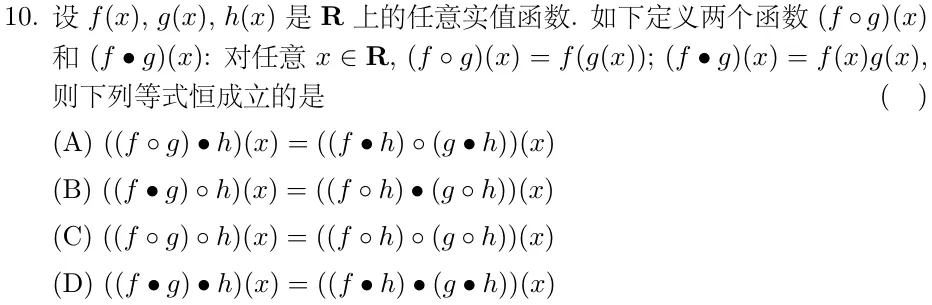 10. 设 f(x), g(x), h(x) 是 R 上的任意实值函数. 如下定义两个函数 (f ∘ g)(x)
和 (f • g)(x): 对任意 x ∈ R, (f ∘ g)(x) = f(g(x)); (f • g)(x) = f(x)g(x),
则下列等式恒成立的是 ( )
(A) ((f ∘ g) • h)(x) = ((f • h) ∘ (g • h))(x)
(B) ((f • g) ∘ h)(x) = ((f ∘ h) • (g ∘ h))(x)
(C) ((f ∘ g) ∘ h)(x) = ((f ∘ h) ∘ (g ∘ h))(x)
(D) ((f • g) • h)(x) = ((f • h) • (g • h))(x)